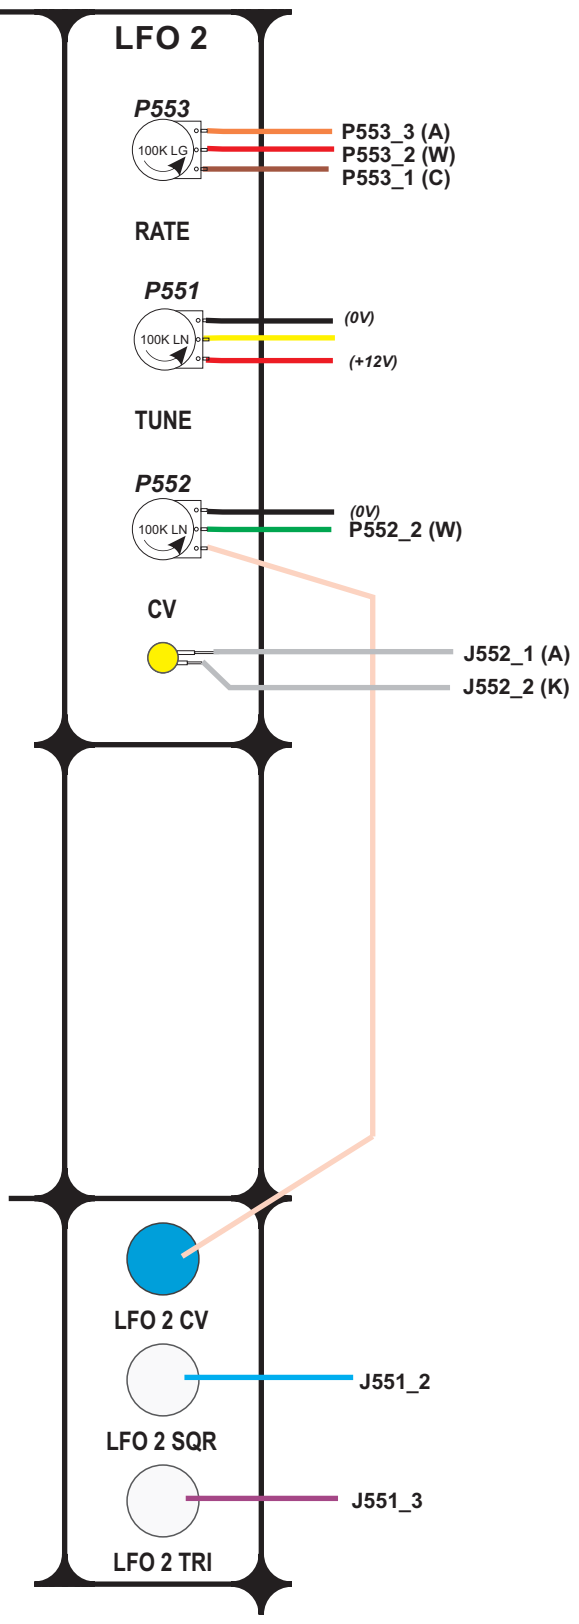 LFO 2
P553
100K LG
P553_3 (A)
P553_2 (W)
P553_1 (C)
RATE
P551
100K LN
(0V)
(+12V)
TUNE
P552
100K LN
(0V)
P552_2 (W)
CV
J552_1 (A)
J552_2 (K)
LFO 2 CV
J551_2
LFO 2 SQR
J551_3
LFO 2 TRI